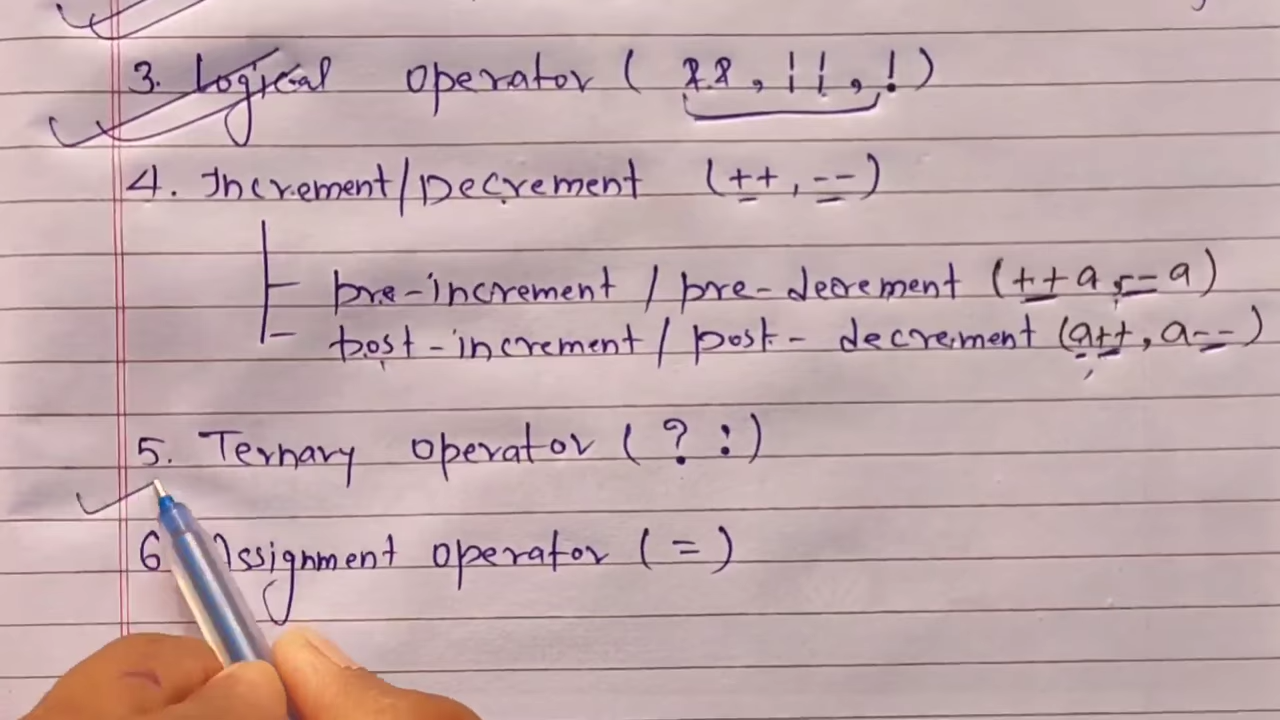 3. Logical operator ( &&, ||, ! )
4. Increment/Decrement (++, --)
pre-increment / pre-decrement (++a, --a)
post-increment / post- decrement (a++, a--)
5. Ternary operator ( ? : )
6 Assignment operator ( = )